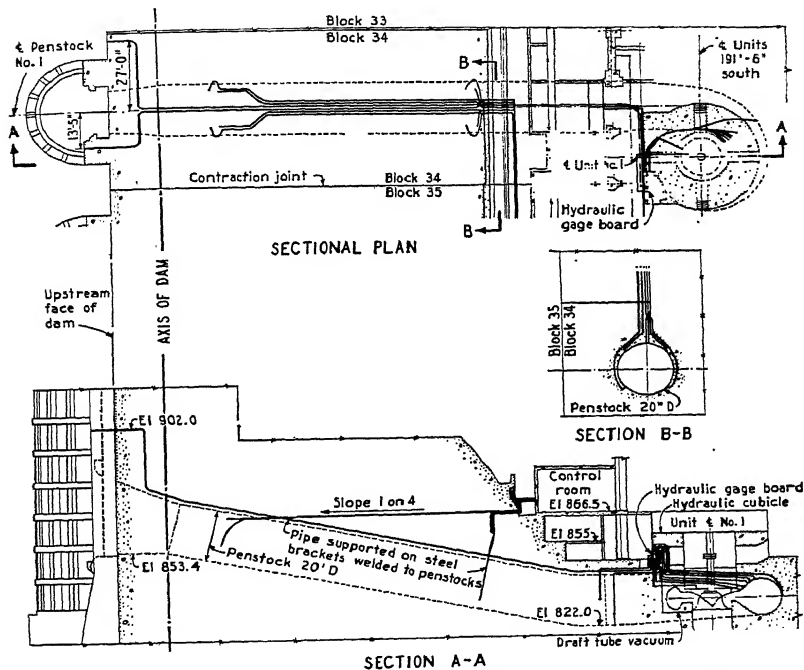 Block 33
Block 34
℄ Penstock
No.1
27'-0"
13'5"
A
B
℄ Units
191'-6"
south
A
℄ Unit No.1
Contraction joint
Block 34
Block 35
B
Hydraulic
gage board
SECTIONAL PLAN
Upstream
face of
dam
AXIS OF DAM
Block 35
Block 34
Penstock 20" D
SECTION B-B
El 902.0
Slope 1 on 4
Control
room
El 866.5
El 855
Hydraulic gage board
Hydraulic cubicle
Unit ℄ No.1
Pipe supported on steel
brackets welded to penstocks
Penstock 20' D
El 853.4
El 822.0
Draft tube vacuum
SECTION A-A